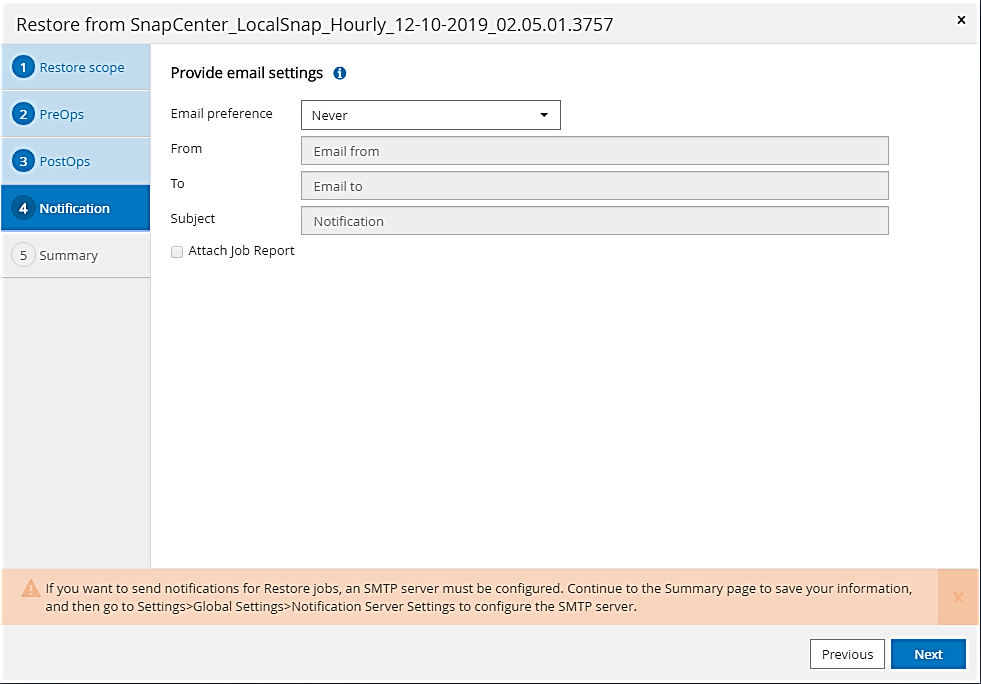 Restore from SnapCenter_LocalSnap_Hourly_12-10-2019_02.05.01.3757
1 Restore scope
2 PreOps
3 PostOps
4 Notification
5 Summary
Provide email settings
Email preference
Never
From
Email from
To
Email to
Subject
Notification
Attach Job Report
If you want to send notifications for Restore jobs, an SMTP server must be configured. Continue to the Summary page to save your information,
and then go to Settings>Global Settings>Notification Server Settings to configure the SMTP server.
Previous
Next